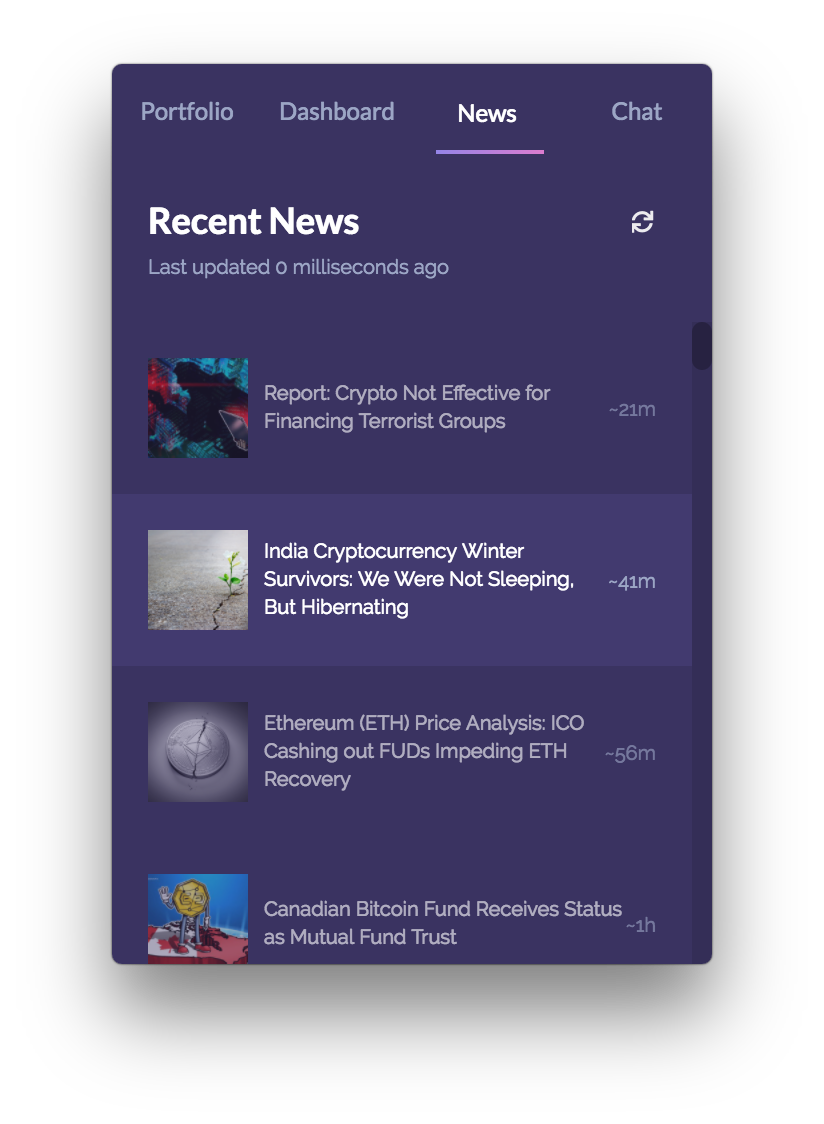 Portfolio Dashboard News Chat
Recent News
Last updated 0 milliseconds ago
Report: Crypto Not Effective for
Financing Terrorist Groups
~21m
India Cryptocurrency Winter
Survivors: We Were Not Sleeping,
But Hibernating
~41m
Ethereum (ETH) Price Analysis: ICO
Cashing out FUDs Impeding ETH
Recovery
~56m
Canadian Bitcoin Fund Receives Status
as Mutual Fund Trust
~1h